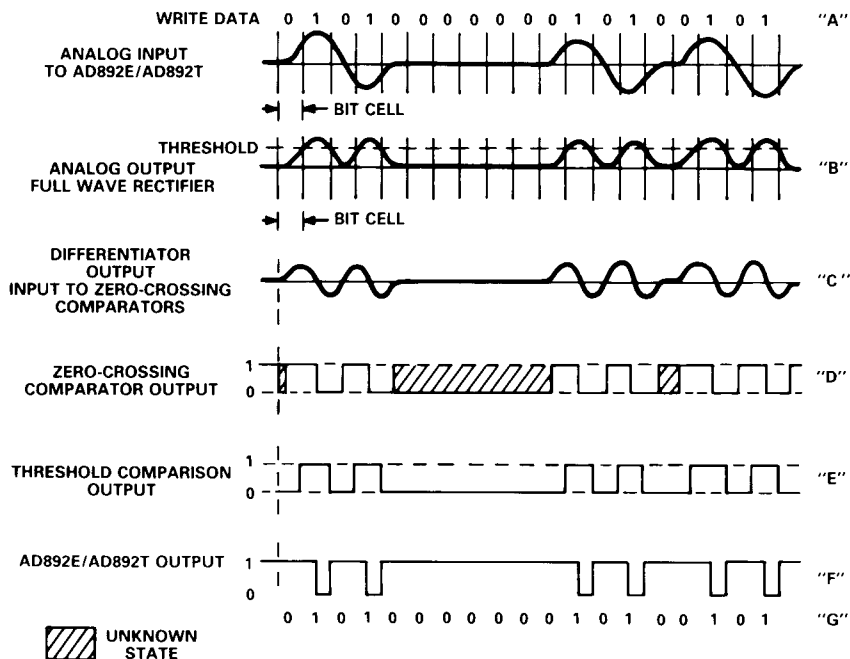 WRITE DATA 0 1 0 1 0 0 0 0 0 0 0 1 0 1 0 0 1 0 1 "A"
ANALOG INPUT
TO AD892E/AD892T
BIT CELL
THRESHOLD
ANALOG OUTPUT
FULL WAVE RECTIFIER
"B"
BIT CELL
DIFFERENTIATOR
OUTPUT
INPUT TO ZERO-CROSSING
COMPARATORS
"C"
ZERO-CROSSING
COMPARATOR OUTPUT
1
0
"D"
THRESHOLD COMPARISON
OUTPUT
1
0
"E"
AD892E/AD892T OUTPUT
1
0
"F"
0 1 0 1 0 0 0 0 0 0 0 1 0 1 0 0 1 0 1 "G"
UNKNOWN
STATE